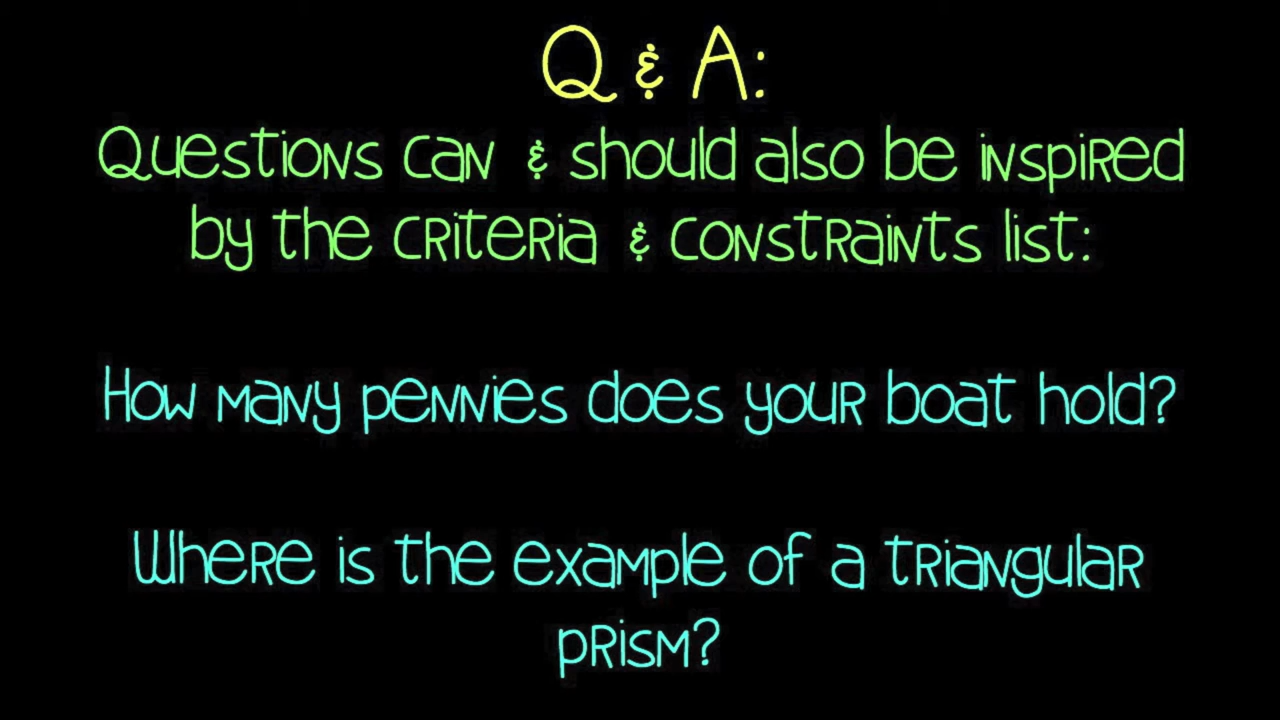 Q & A:
Questions can & should also be inspired
by the criteria & constraints list:
How many pennies does your boat hold?
Where is the example of a triangular
prism?